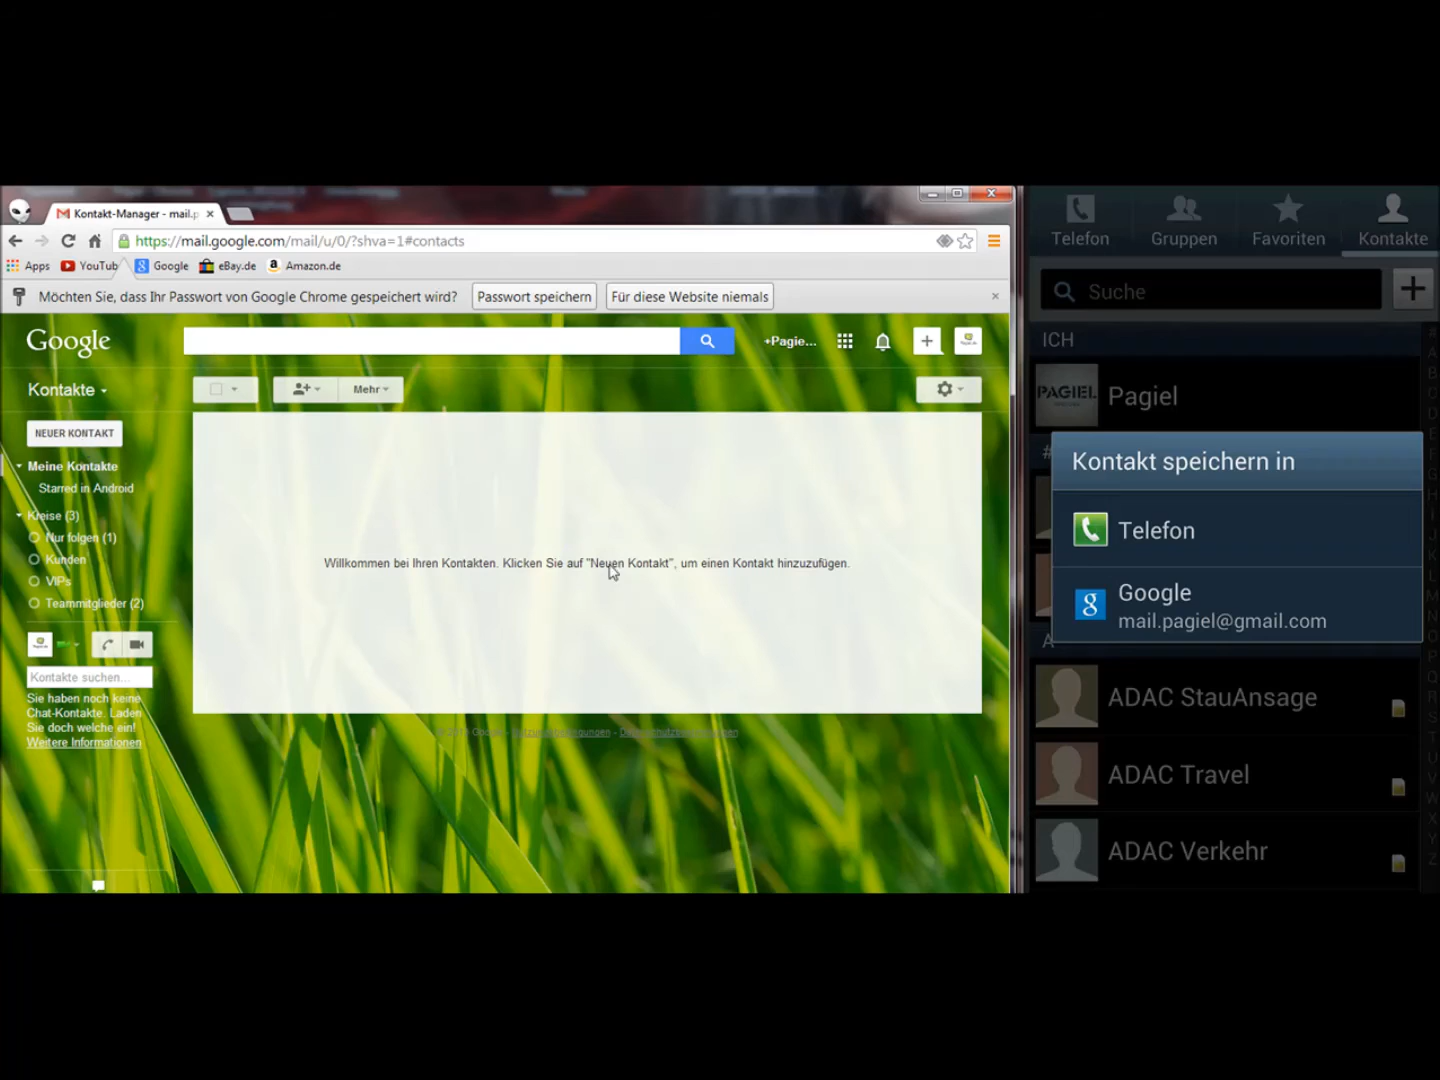 Kontakt-Manager - mail.p
https://mail.google.com/mail/u/0/?shva=1#contacts
Apps YouTube Google eBay.de Amazon.de
Möchten Sie, dass Ihr Passwort von Google Chrome gespeichert wird? Passwort speichern Für diese Website niemals
Google
+Pagie...
Kontakte
Mehr
NEUER KONTAKT
Meine Kontakte
Starred in Android
Kreise (3)
Nur folgen (1)
Kunden
VIPs
Teammitglieder (2)
Kontakte suchen...
Sie haben noch keine
Chat-Kontakte. Laden
Sie doch welche ein!
Weitere Informationen
Willkommen bei Ihren Kontakten. Klicken Sie auf "Neuen Kontakt", um einen Kontakt hinzuzufügen.
Telefon Gruppen Favoriten Kontakte
Suche
ICH
PAGIEL
Pagiel
#
Kontakt speichern in
Telefon
Google
mail.pagiel@gmail.com
A
ADAC StauAnsage
ADAC Travel
ADAC Verkehr